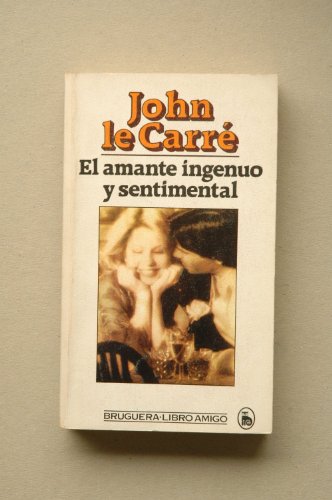 John
le Carré
El amante ingenuo
y sentimental
BRUGUERA·LIBRO AMIGO